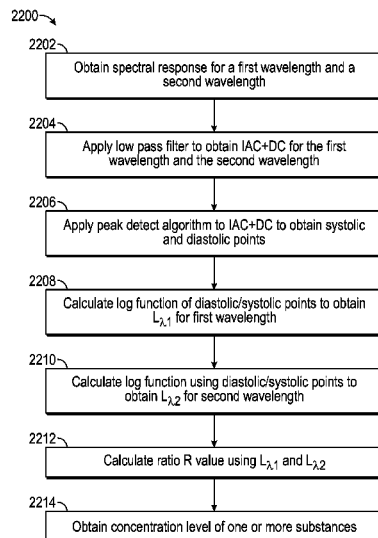 2200
2202
Obtain spectral response for a first wavelength and a
second wavelength
2204
Apply low pass filter to obtain IAC+DC for the first
wavelength and the second wavelength
2206
Apply peak detect algorithm to IAC+DC to obtain systolic
and diastolic points
2208
Calculate log function of diastolic/systolic points to obtain
Lλ1 for first wavelength
2210
Calculate log function using diastolic/systolic points to
obtain Lλ2 for second wavelength
2212
Calculate ratio R value using Lλ1 and Lλ2
2214
Obtain concentration level of one or more substances